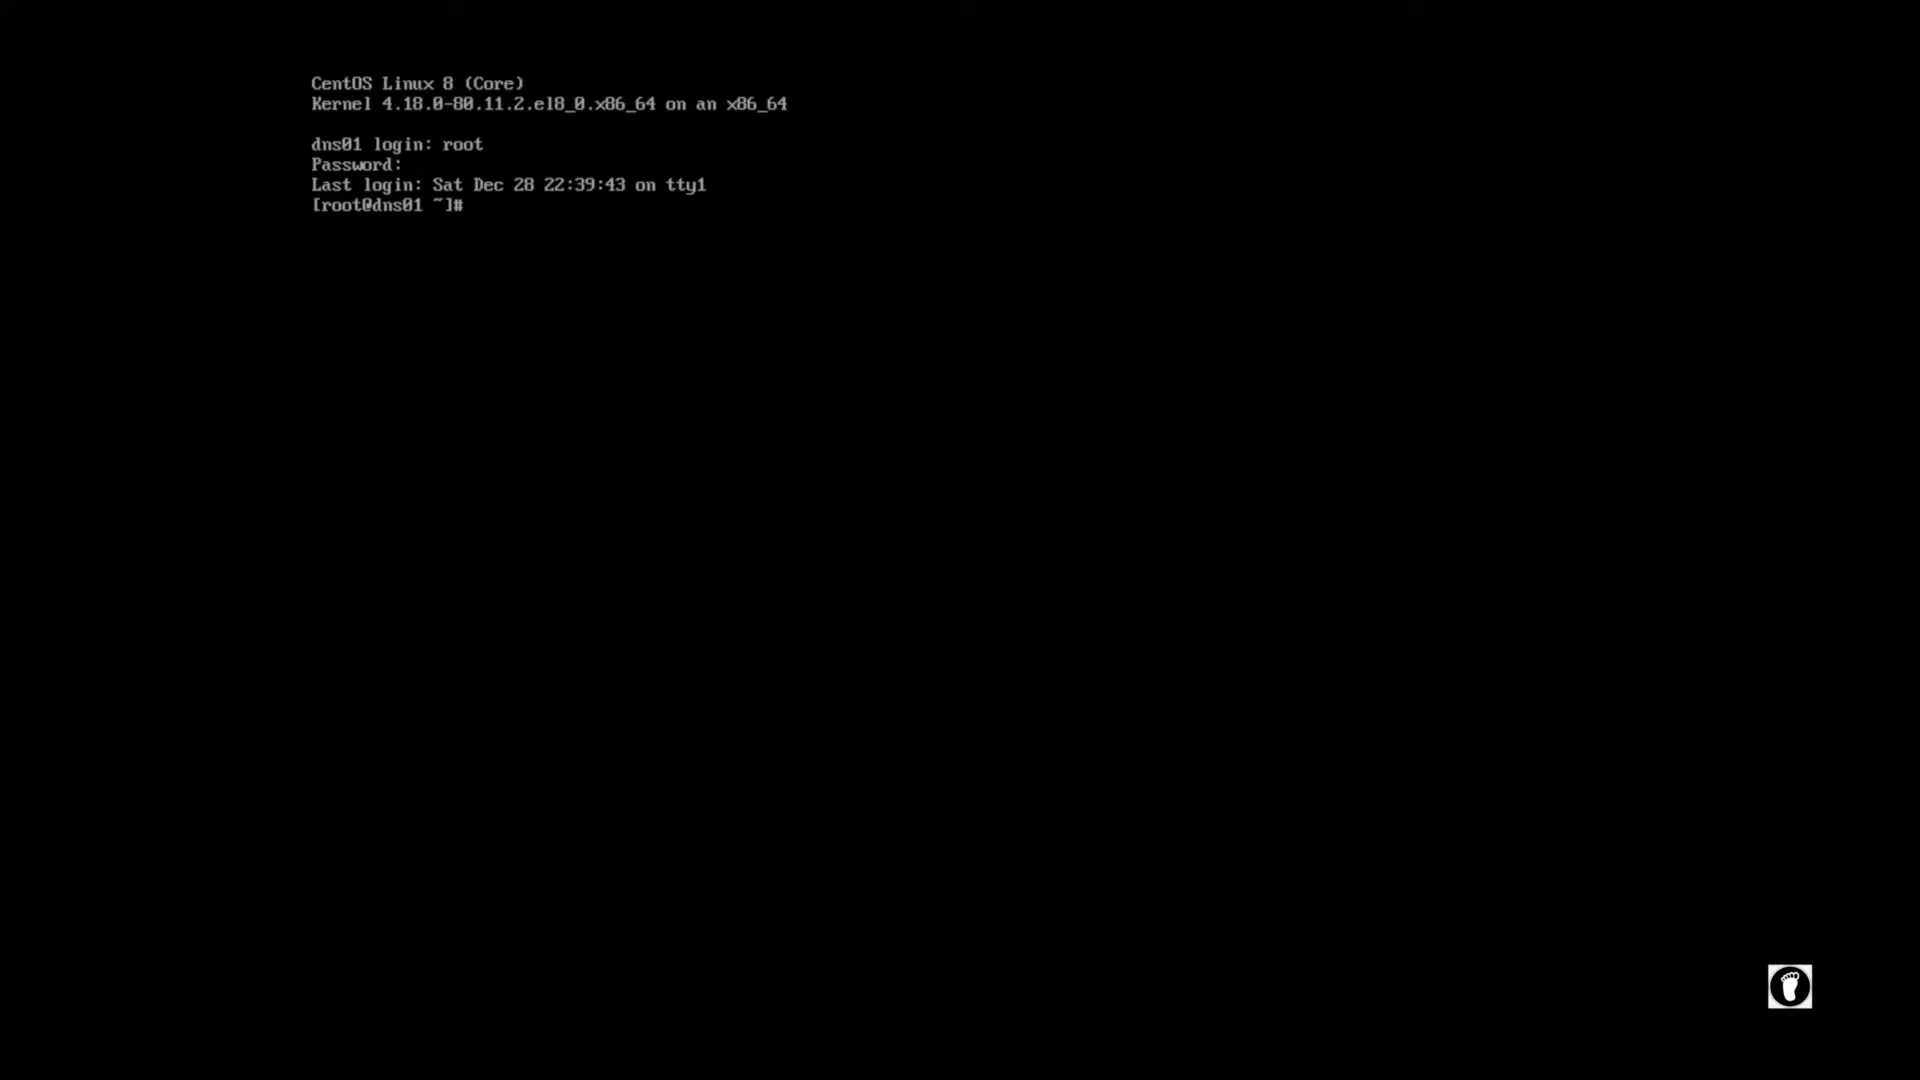 CentOS Linux 8 (Core)
Kernel 4.18.0-80.11.2.el8_0.x86_64 on an x86_64
dns01 login: root
Password:
Last login: Sat Dec 28 22:39:43 on tty1
[root@dns01 ~]#